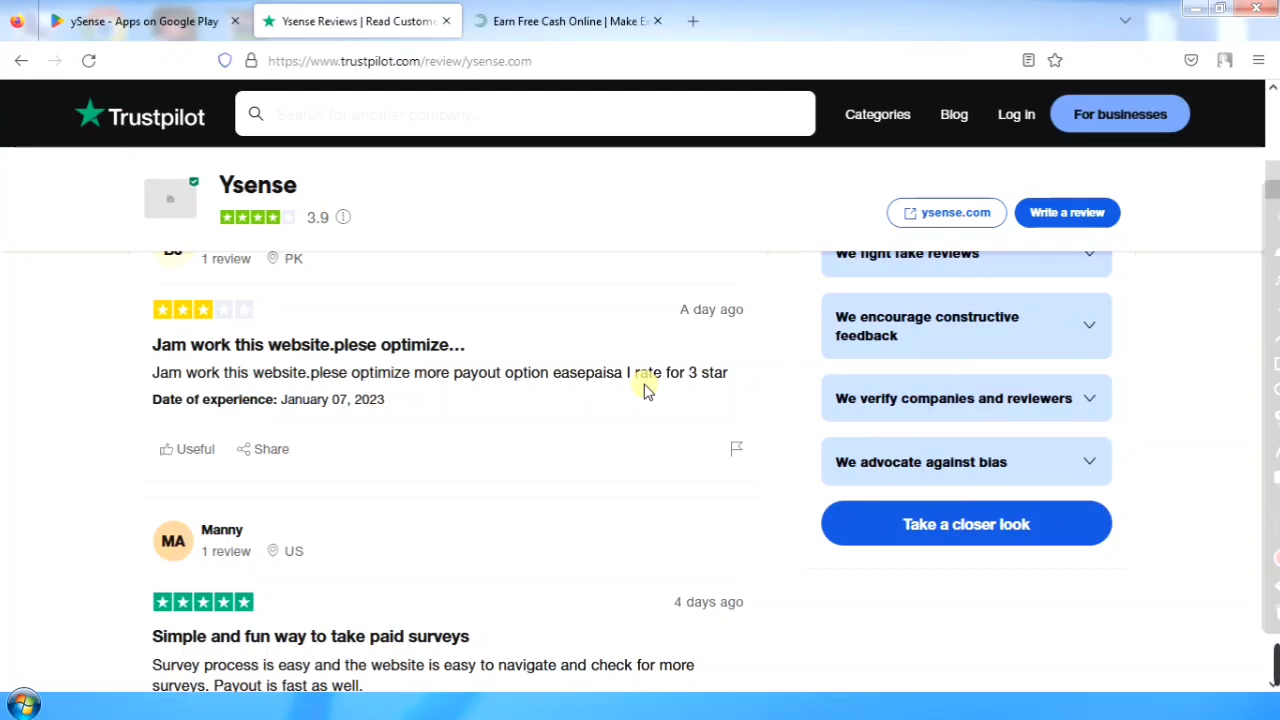 ySense - Apps on Google Play
Ysense Reviews | Read Custome
Earn Free Cash Online | Make E
https://www.trustpilot.com/review/ysense.com
Trustpilot
Search for another company...
Categories
Blog
Log in
For businesses
Ysense
3.9
ysense.com
Write a review
1 review
PK
A day ago
Jam work this website.plese optimize…
Jam work this website.plese optimize more payout option easepaisa I rate for 3 star
Date of experience: January 07, 2023
Useful
Share
MA
Manny
1 review
US
4 days ago
Simple and fun way to take paid surveys
Survey process is easy and the website is easy to navigate and check for more
surveys. Payout is fast as well.
We fight fake reviews
We encourage constructive
feedback
We verify companies and reviewers
We advocate against bias
Take a closer look